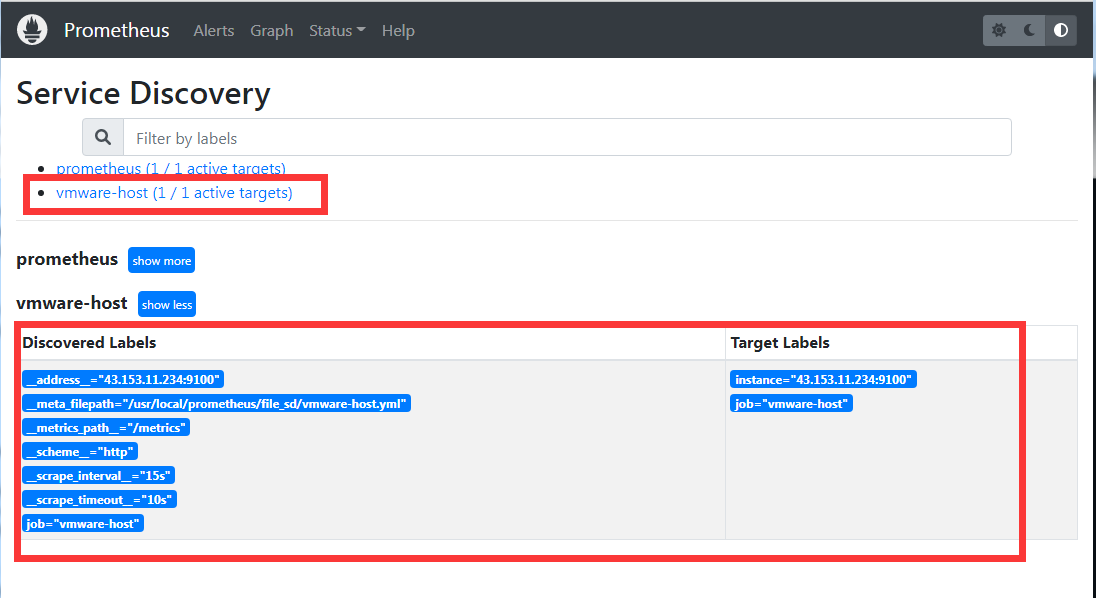 Prometheus Alerts Graph Status Help
Service Discovery
Filter by labels
prometheus (1 / 1 active targets)
vmware-host (1 / 1 active targets)
prometheus show more
vmware-host show less
Discovered Labels Target Labels
__address__="43.153.11.234:9100" instance="43.153.11.234:9100"
__meta_filepath="/usr/local/prometheus/file_sd/vmware-host.yml" job="vmware-host"
__metrics_path__="/metrics"
__scheme__="http"
__scrape_interval__="15s"
__scrape_timeout__="10s"
job="vmware-host"